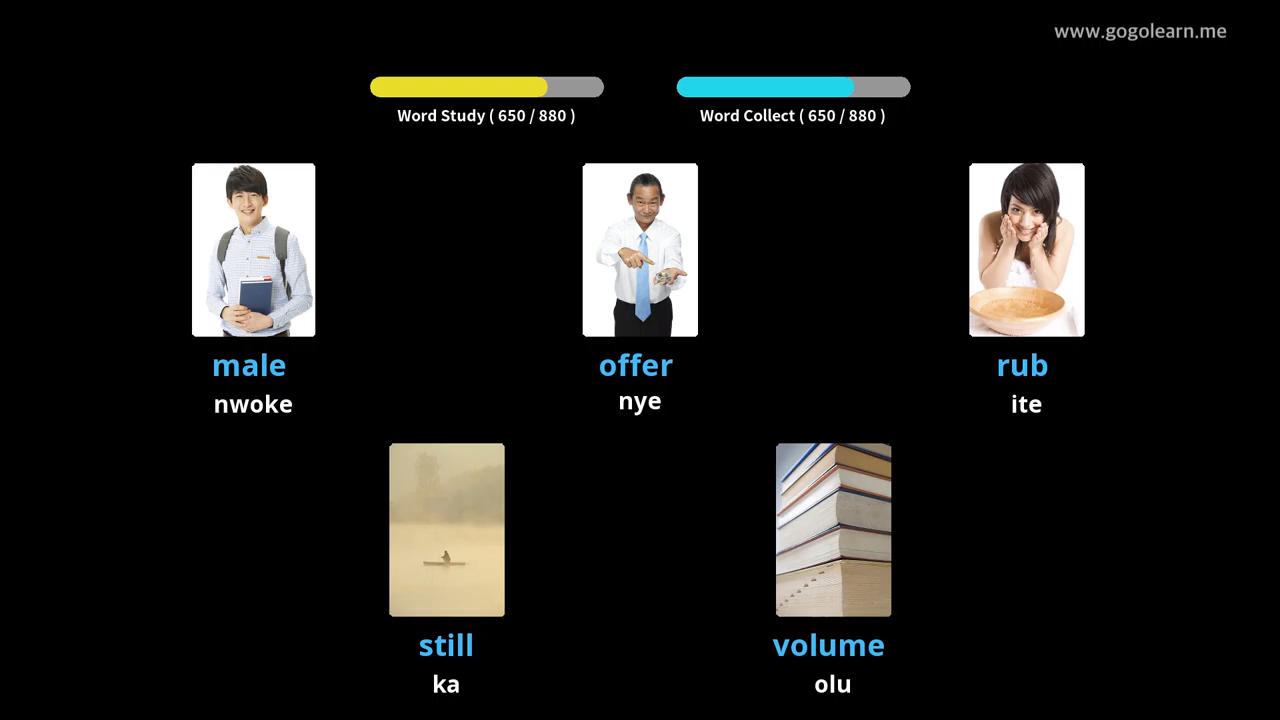 www.gogolearn.me
Word Study ( 650 / 880 )
Word Collect ( 650 / 880 )
male
nwoke
offer
nye
rub
ite
still
ka
volume
olu